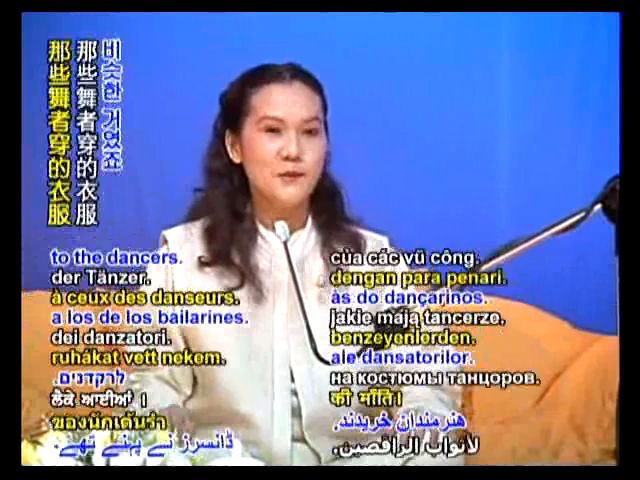 비슷한 거였죠
那些舞者穿的衣服
那些舞者穿的衣服
to the dancers.
der Tänzer.
à ceux des danseurs.
a los de los bailarines.
dei danzatori.
ruhákat vett nekem.
לרקדנים.
ਲੈਕੇ ਆਈਆਂ ।
ของนักเต้นรำ
ڈانسرز نے پہنے تھے۔
của các vũ công.
dengan para penari.
às do dançarinos.
jakie mają tancerze,
benzeyenlerden.
ale dansatorilor.
на костюмы танцоров.
की भाँति।
هنرمندان خریدند.
لأثواب الراقصين.